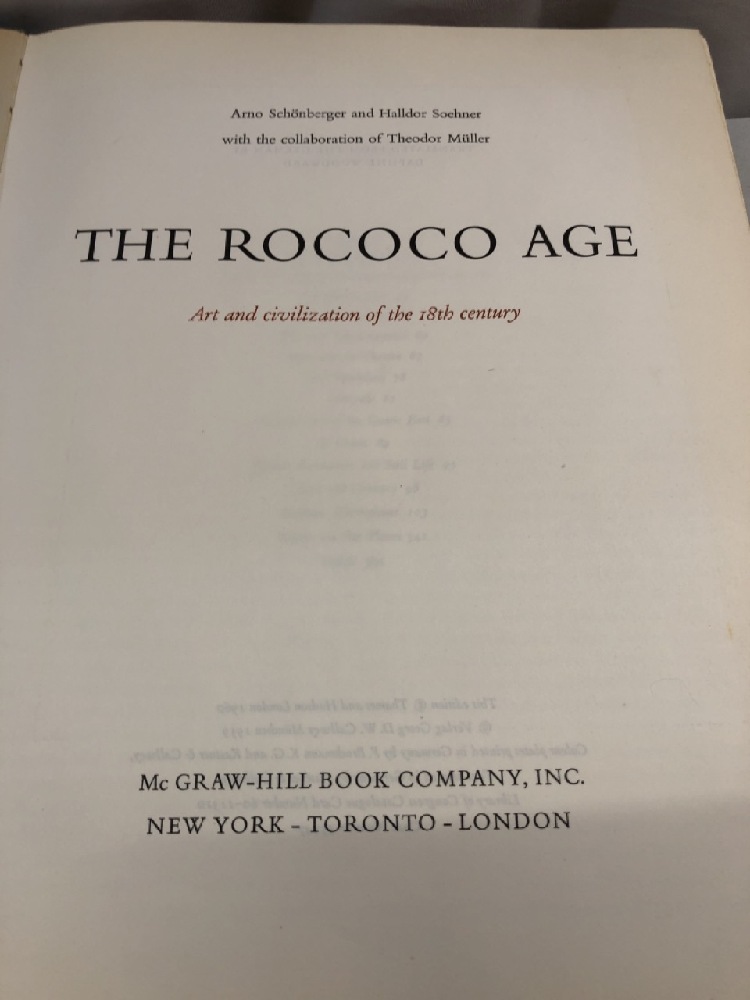 Arno Schönberger and Halldor Soehner
with the collaboration of Theodor Müller
THE ROCOCO AGE
Art and civilization of the 18th century
Mc GRAW-HILL BOOK COMPANY, INC.
NEW YORK - TORONTO - LONDON